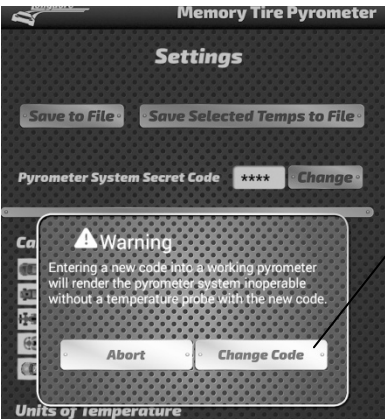 Memory Tire Pyrometer
Settings
Save to File
Save Selected Temps to File
Pyrometer System Secret Code **** Change
Ca
Warning
Entering a new code into a working pyrometer
will render the pyrometer system inoperable
without a temperature probe with the new code.
Abort
Change Code
Units of Temperature